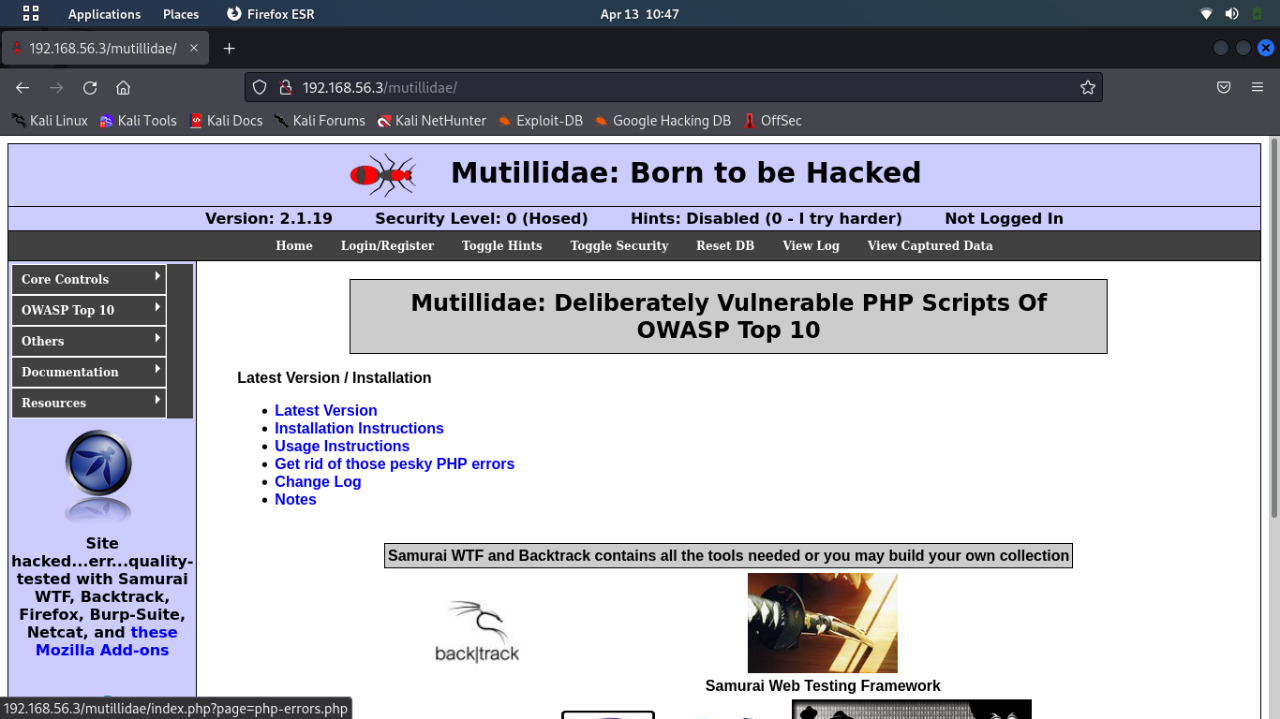 Applications Places Firefox ESR Apr 13 10:47
192.168.56.3/mutillidae/
192.168.56.3/mutillidae/
Kali Linux Kali Tools Kali Docs Kali Forums Kali NetHunter Exploit-DB Google Hacking DB OffSec
Mutillidae: Born to be Hacked
Version: 2.1.19 Security Level: 0 (Hosed) Hints: Disabled (0 - I try harder) Not Logged In
Home Login/Register Toggle Hints Toggle Security Reset DB View Log View Captured Data
Core Controls
OWASP Top 10
Others
Documentation
Resources
Site
hacked...err...quality-
tested with Samurai
WTF, Backtrack,
Firefox, Burp-Suite,
Netcat, and these
Mozilla Add-ons
Mutillidae: Deliberately Vulnerable PHP Scripts Of
OWASP Top 10
Latest Version / Installation
Latest Version
Installation Instructions
Usage Instructions
Get rid of those pesky PHP errors
Change Log
Notes
Samurai WTF and Backtrack contains all the tools needed or you may build your own collection
back|track
Samurai Web Testing Framework
192.168.56.3/mutillidae/index.php?page=php-errors.php